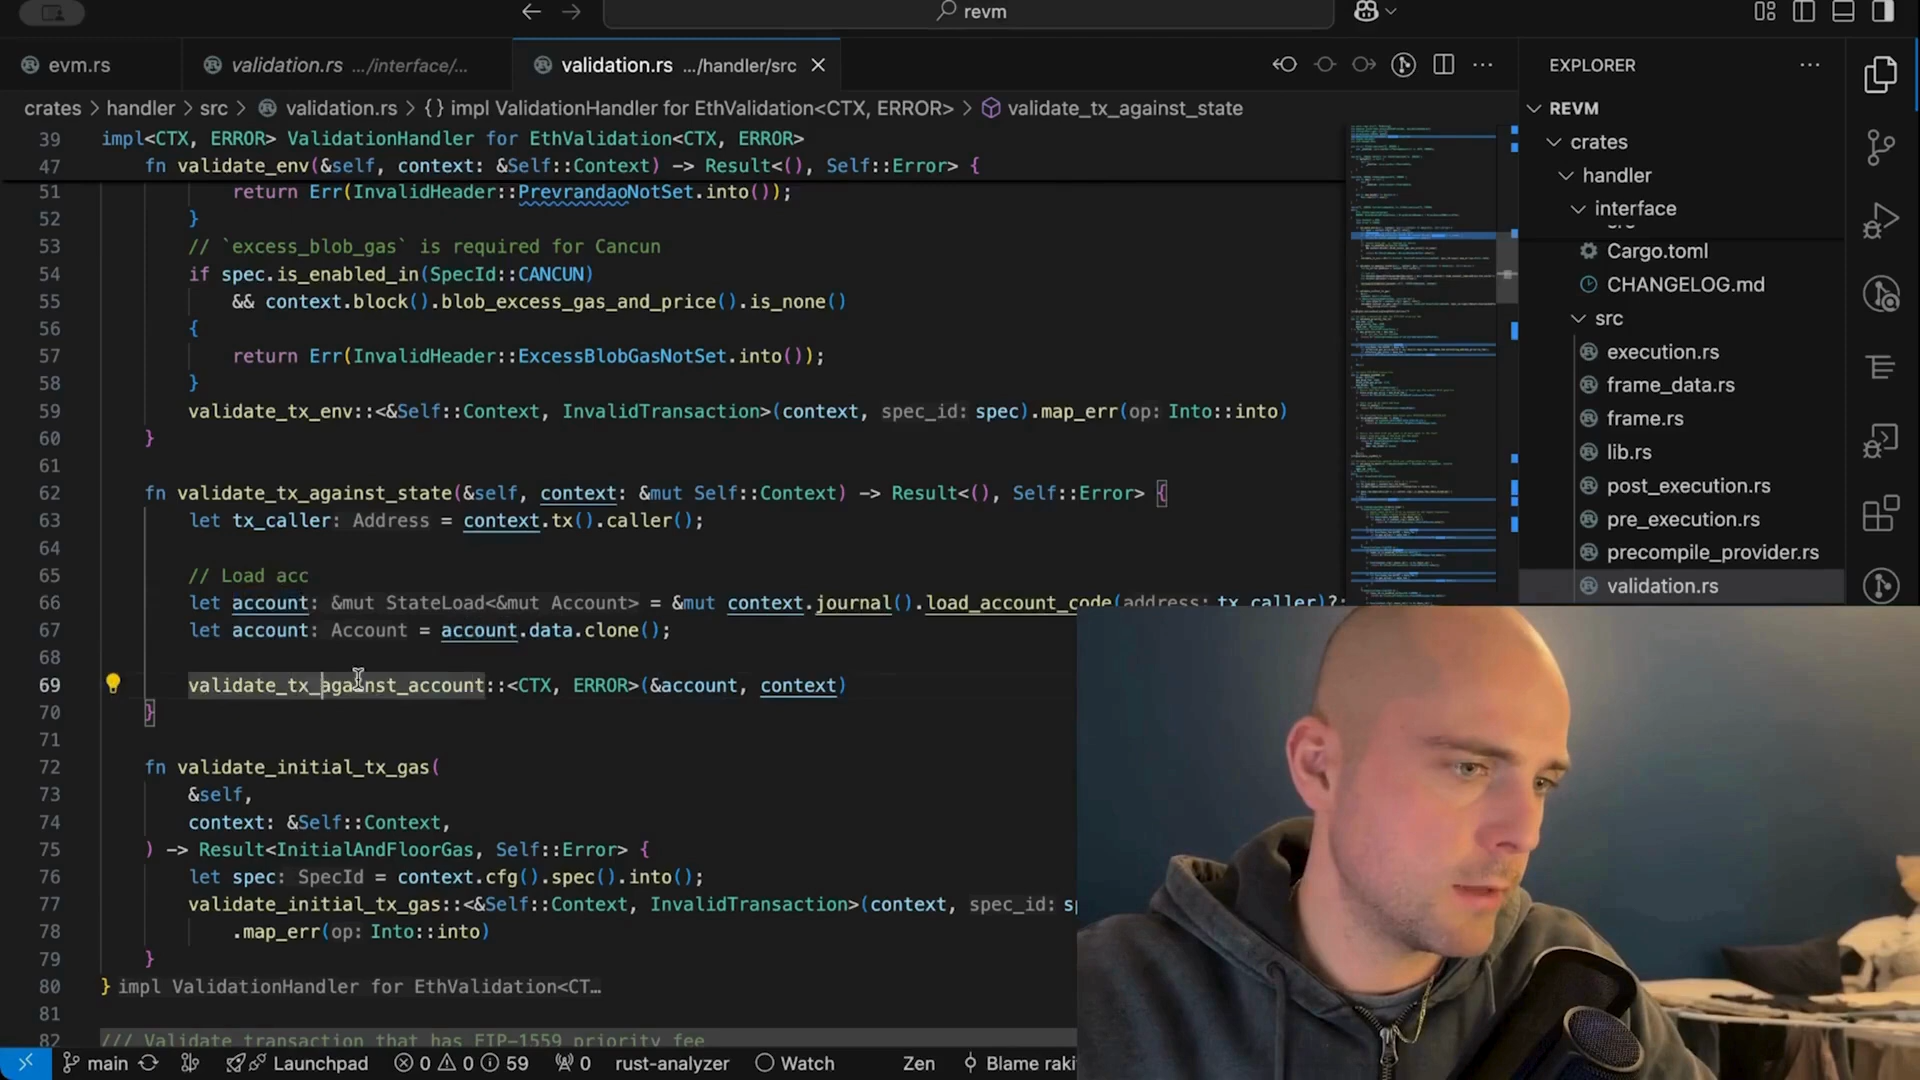 revm
evm.rs
validation.rs .../interface/...
validation.rs .../handler/src
crates > handler > src > validation.rs > {} impl ValidationHandler for EthValidation<CTX, ERROR> > validate_tx_against_state
39 impl<CTX, ERROR> ValidationHandler for EthValidation<CTX, ERROR>
47 fn validate_env(&self, context: &Self::Context) -> Result<(), Self::Error> {
51 return Err(InvalidHeader::PrevrandaoNotSet.into());
52 }
53 // `excess_blob_gas` is required for Cancun
54 if spec.is_enabled_in(SpecId::CANCUN)
55 && context.block().blob_excess_gas_and_price().is_none()
56 {
57 return Err(InvalidHeader::ExcessBlobGasNotSet.into());
58 }
59 validate_tx_env::<&Self::Context, InvalidTransaction>(context, spec_id: spec).map_err(op: Into::into)
60 }
61
62 fn validate_tx_against_state(&self, context: &mut Self::Context) -> Result<(), Self::Error> {
63 let tx_caller: Address = context.tx().caller();
64
65 // Load acc
66 let account: &mut StateLoad<&mut Account> = &mut context.journal().load_account_code(address: tx_caller)?;
67 let account: Account = account.data.clone();
68
69 validate_tx_against_account::<CTX, ERROR>(&account, context)
70 }
71
72 fn validate_initial_tx_gas(
73 &self,
74 context: &Self::Context,
75 ) -> Result<InitialAndFloorGas, Self::Error> {
76 let spec: SpecId = context.cfg().spec().into();
77 validate_initial_tx_gas::<&Self::Context, InvalidTransaction>(context, spec_id: sp
78 .map_err(op: Into::into)
79 }
80 } impl ValidationHandler for EthValidation<CT…
81
82 /// Validate transaction that has EIP-1559 priority fee
EXPLORER
REVM
crates
handler
interface
src
Cargo.toml
CHANGELOG.md
src
execution.rs
frame_data.rs
frame.rs
lib.rs
post_execution.rs
pre_execution.rs
precompile_provider.rs
validation.rs
main
Launchpad
0 0 59
0
rust-analyzer
Watch
Zen
Blame raki